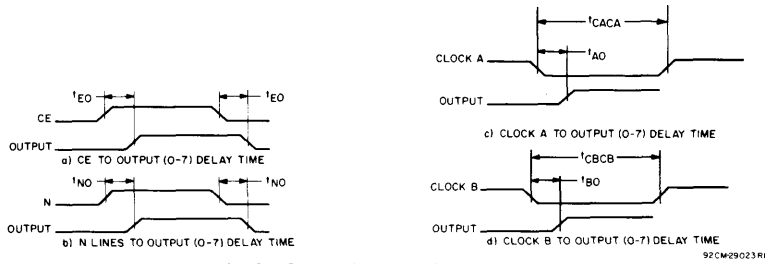 tEO
tEO
CE
OUTPUT
a) CE TO OUTPUT (0-7) DELAY TIME
tNO
tNO
N
OUTPUT
b) N LINES TO OUTPUT (0-7) DELAY TIME
tCACA
tAO
CLOCK A
OUTPUT
c) CLOCK A TO OUTPUT (0-7) DELAY TIME
tCBCB
tBO
CLOCK B
OUTPUT
d) CLOCK B TO OUTPUT (0-7) DELAY TIME
92CM-29023RI